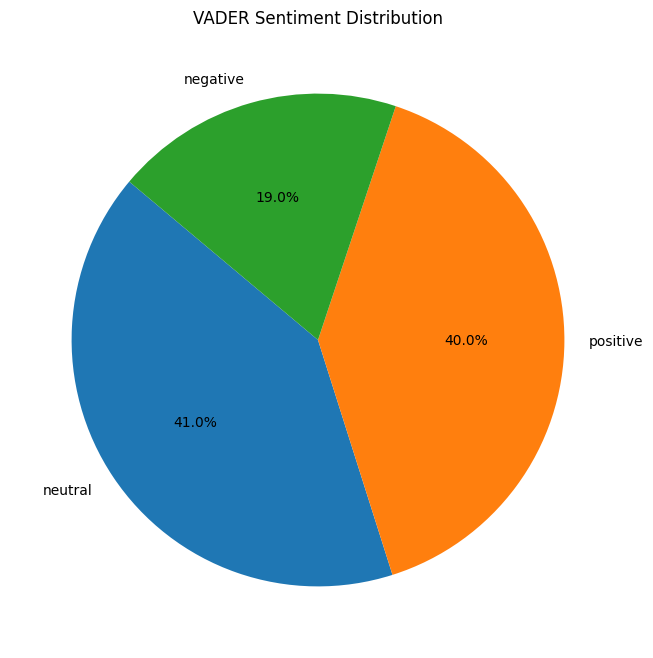 VADER Sentiment Distribution
negative
19.0%
positive
40.0%
41.0%
neutral